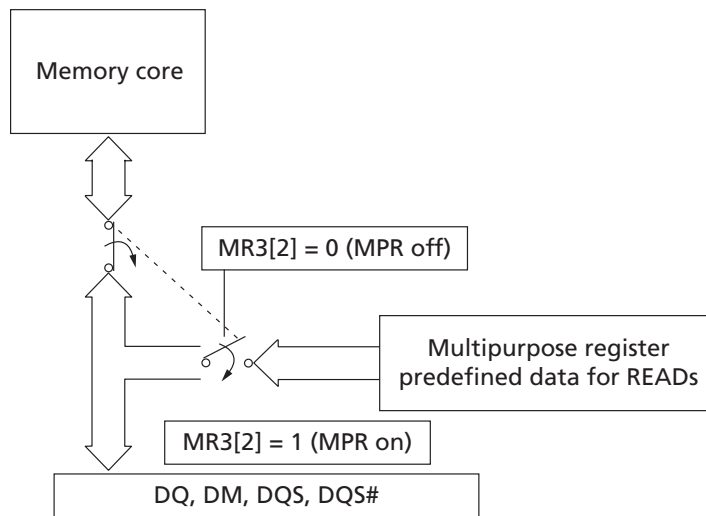 Memory core
MR3[2] = 0 (MPR off)
Multipurpose register
predefined data for READs
MR3[2] = 1 (MPR on)
DQ, DM, DQS, DQS#